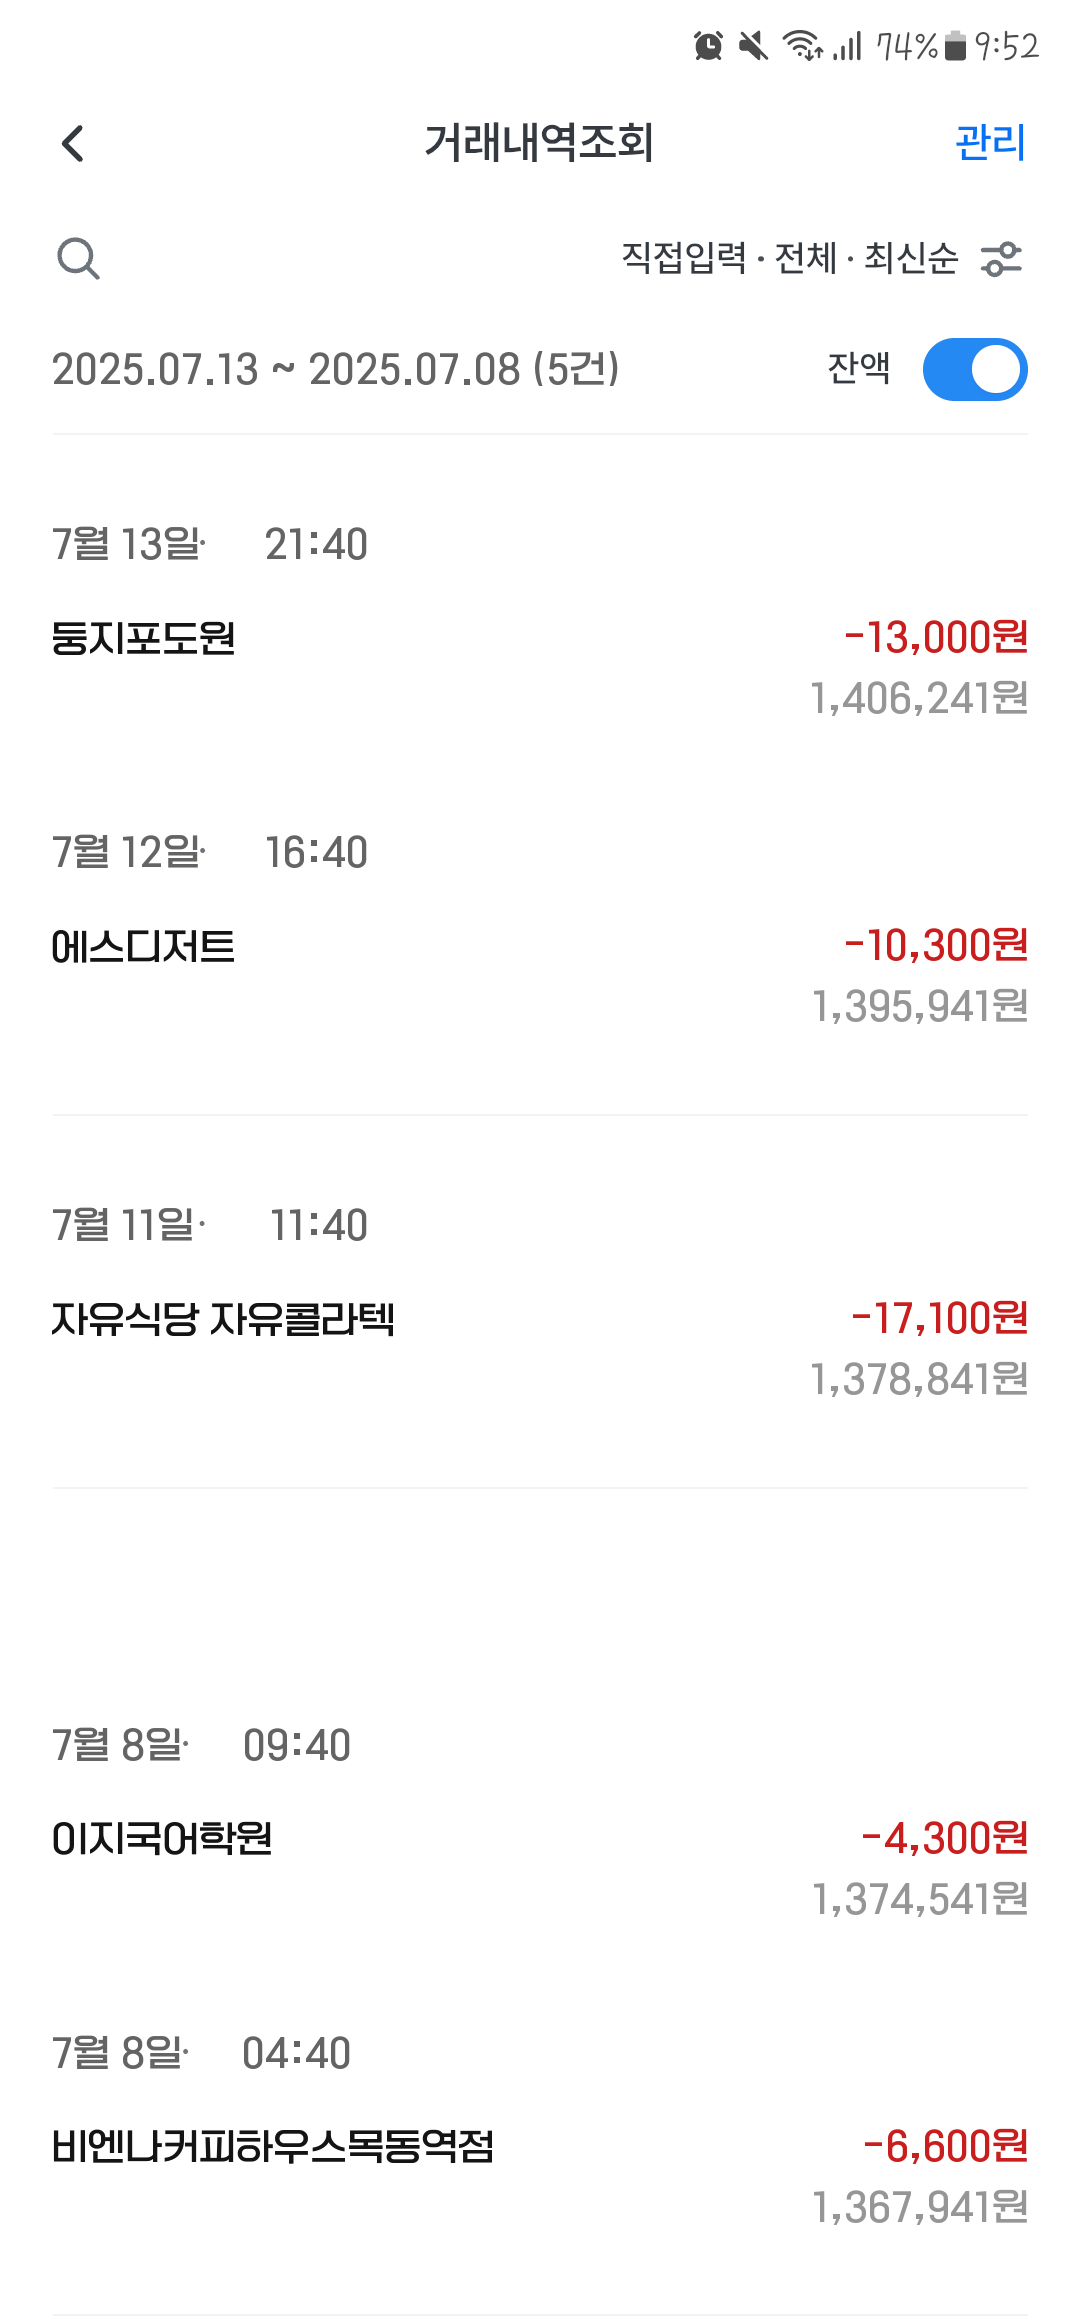 74% 9:52
거래내역조회 관리
직접입력 · 전체 · 최신순
2025.07.13 ~ 2025.07.08 (5건) 잔액
7월 13일· 21:40
둥지포도원 -13,000원
1,406,241원
7월 12일· 16:40
에스디저트 -10,300원
1,395,941원
7월 11일· 11:40
자유식당 자유콜라텍 -17,100원
1,378,841원
7월 8일· 09:40
이지국어학원 -4,300원
1,374,541원
7월 8일· 04:40
비엔나커피하우스목동역점 -6,600원
1,367,941원